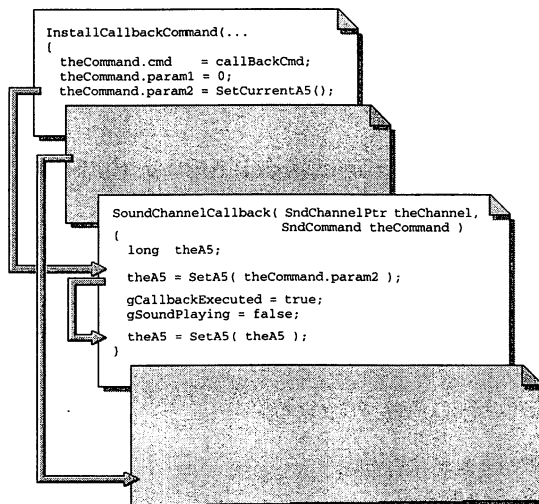 InstallCallbackCommand(...
{
theCommand.cmd = callBackCmd;
theCommand.param1 = 0;
theCommand.param2 = SetCurrentA5();
SoundChannelCallback( SndChannelPtr theChannel,
SndCommand theCommand )
{
long theA5;
theA5 = SetA5( theCommand.param2 );
gCallbackExecuted = true;
gSoundPlaying = false;
theA5 = SetA5( theA5 );
}